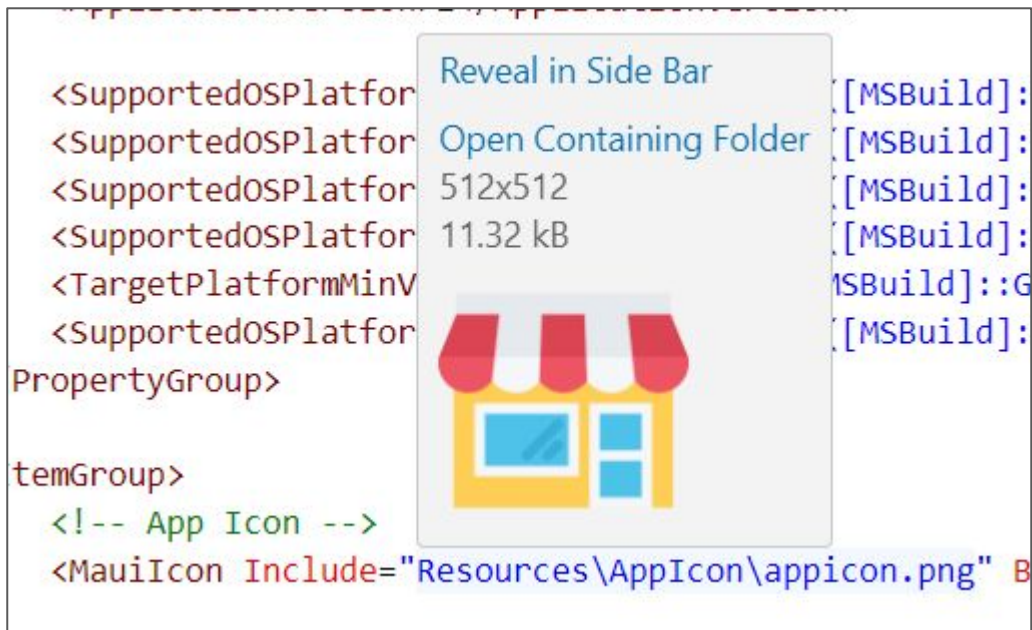 Reveal in Side Bar
Open Containing Folder
512x512
11.32 kB
<SupportedOSPlatfor ([MSBuild]:
<SupportedOSPlatfor ([MSBuild]:
<SupportedOSPlatfor ([MSBuild]:
<SupportedOSPlatfor ([MSBuild]:
<TargetPlatformMinV MSBuild]::G
<SupportedOSPlatfor ([MSBuild]:
PropertyGroup>
temGroup>
<!-- App Icon -->
<MauiIcon Include="Resources\AppIcon\appicon.png" B